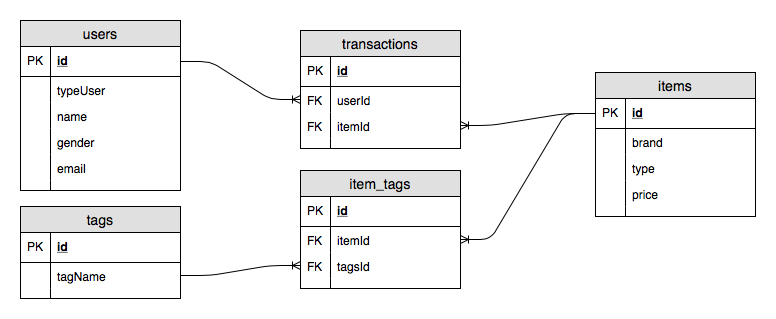 users
PK id
typeUser
name
gender
email
transactions
PK id
FK userId
FK itemId
items
PK id
brand
type
price
item_tags
PK id
FK itemId
FK tagsId
tags
PK id
tagName